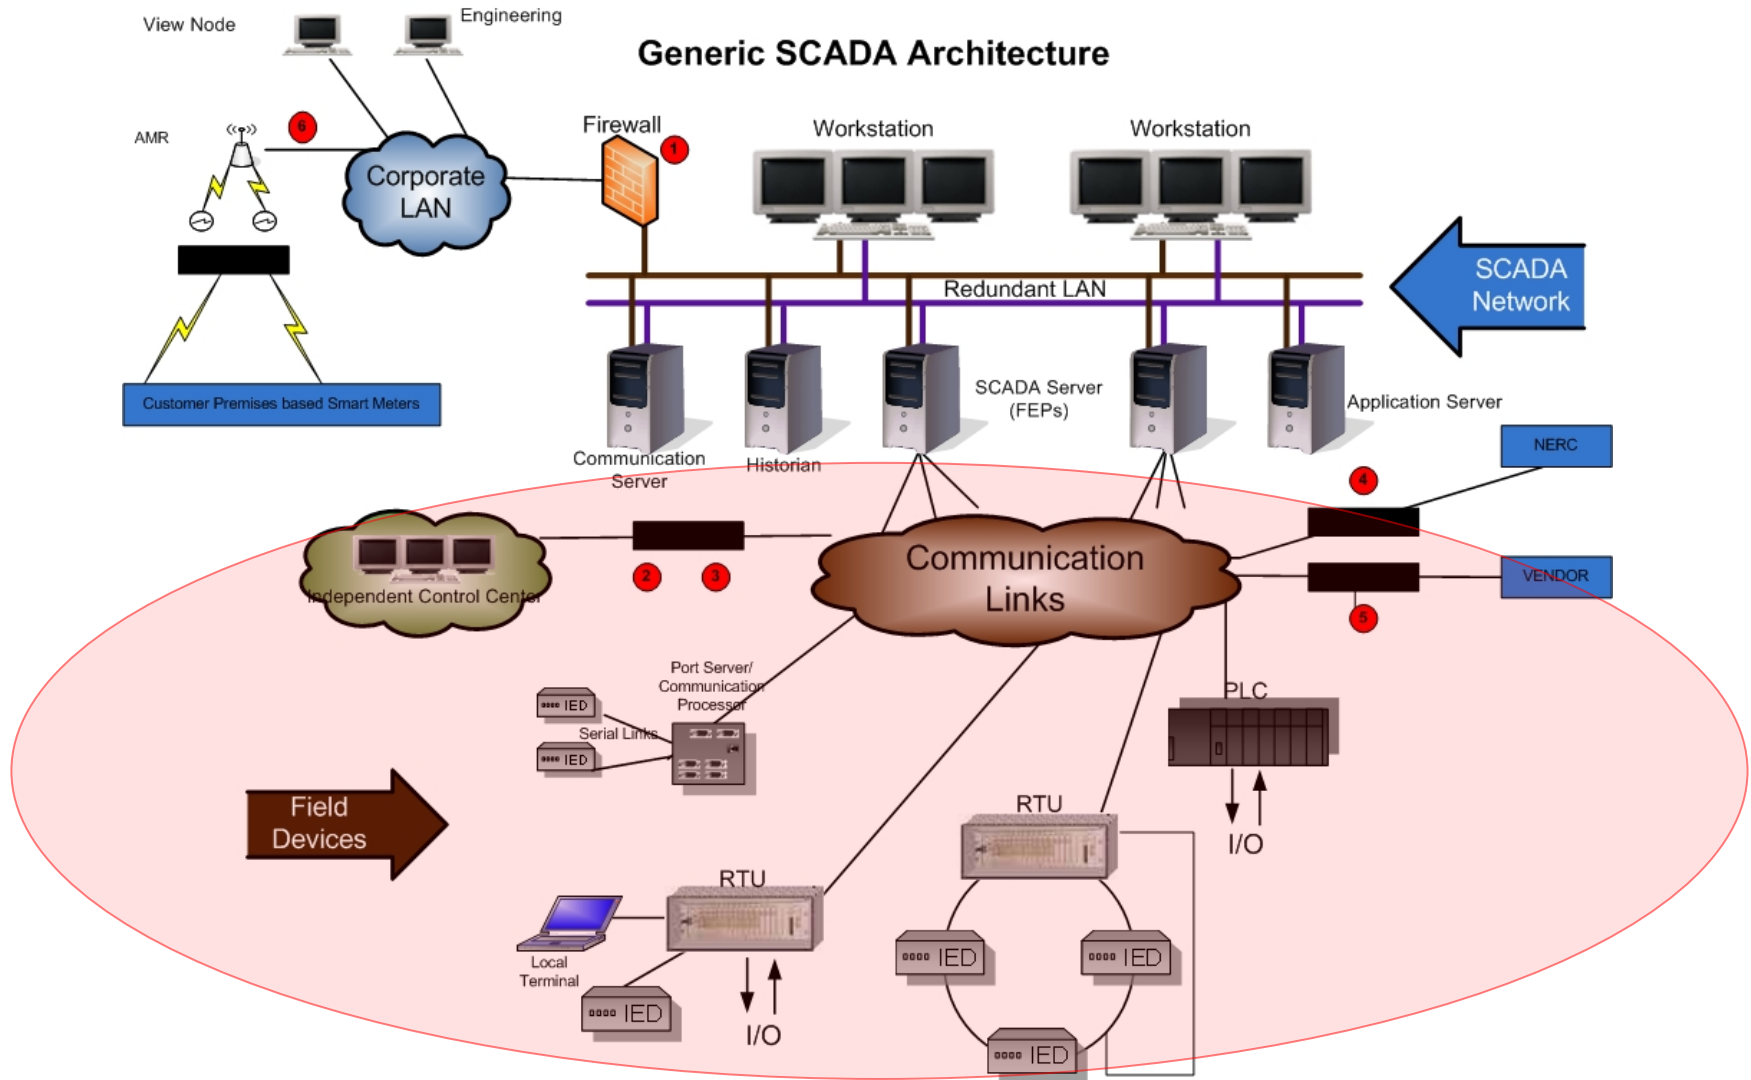 View Node
Engineering
Generic SCADA Architecture
AMR
6
Corporate
LAN
Firewall
1
Workstation
Workstation
SCADA
Network
Redundant LAN
Customer Premises based Smart Meters
SCADA Server
(FEPs)
Application Server
Communication
Server
Historian
NERC
4
Independent Control Center
2
3
Communication
Links
VENDOR
5
Port Server/
Communication
Processor
IED
Serial Links
IED
PLC
I/O
Field
Devices
RTU
RTU
Local
Terminal
IED
I/O
IED
IED
IED